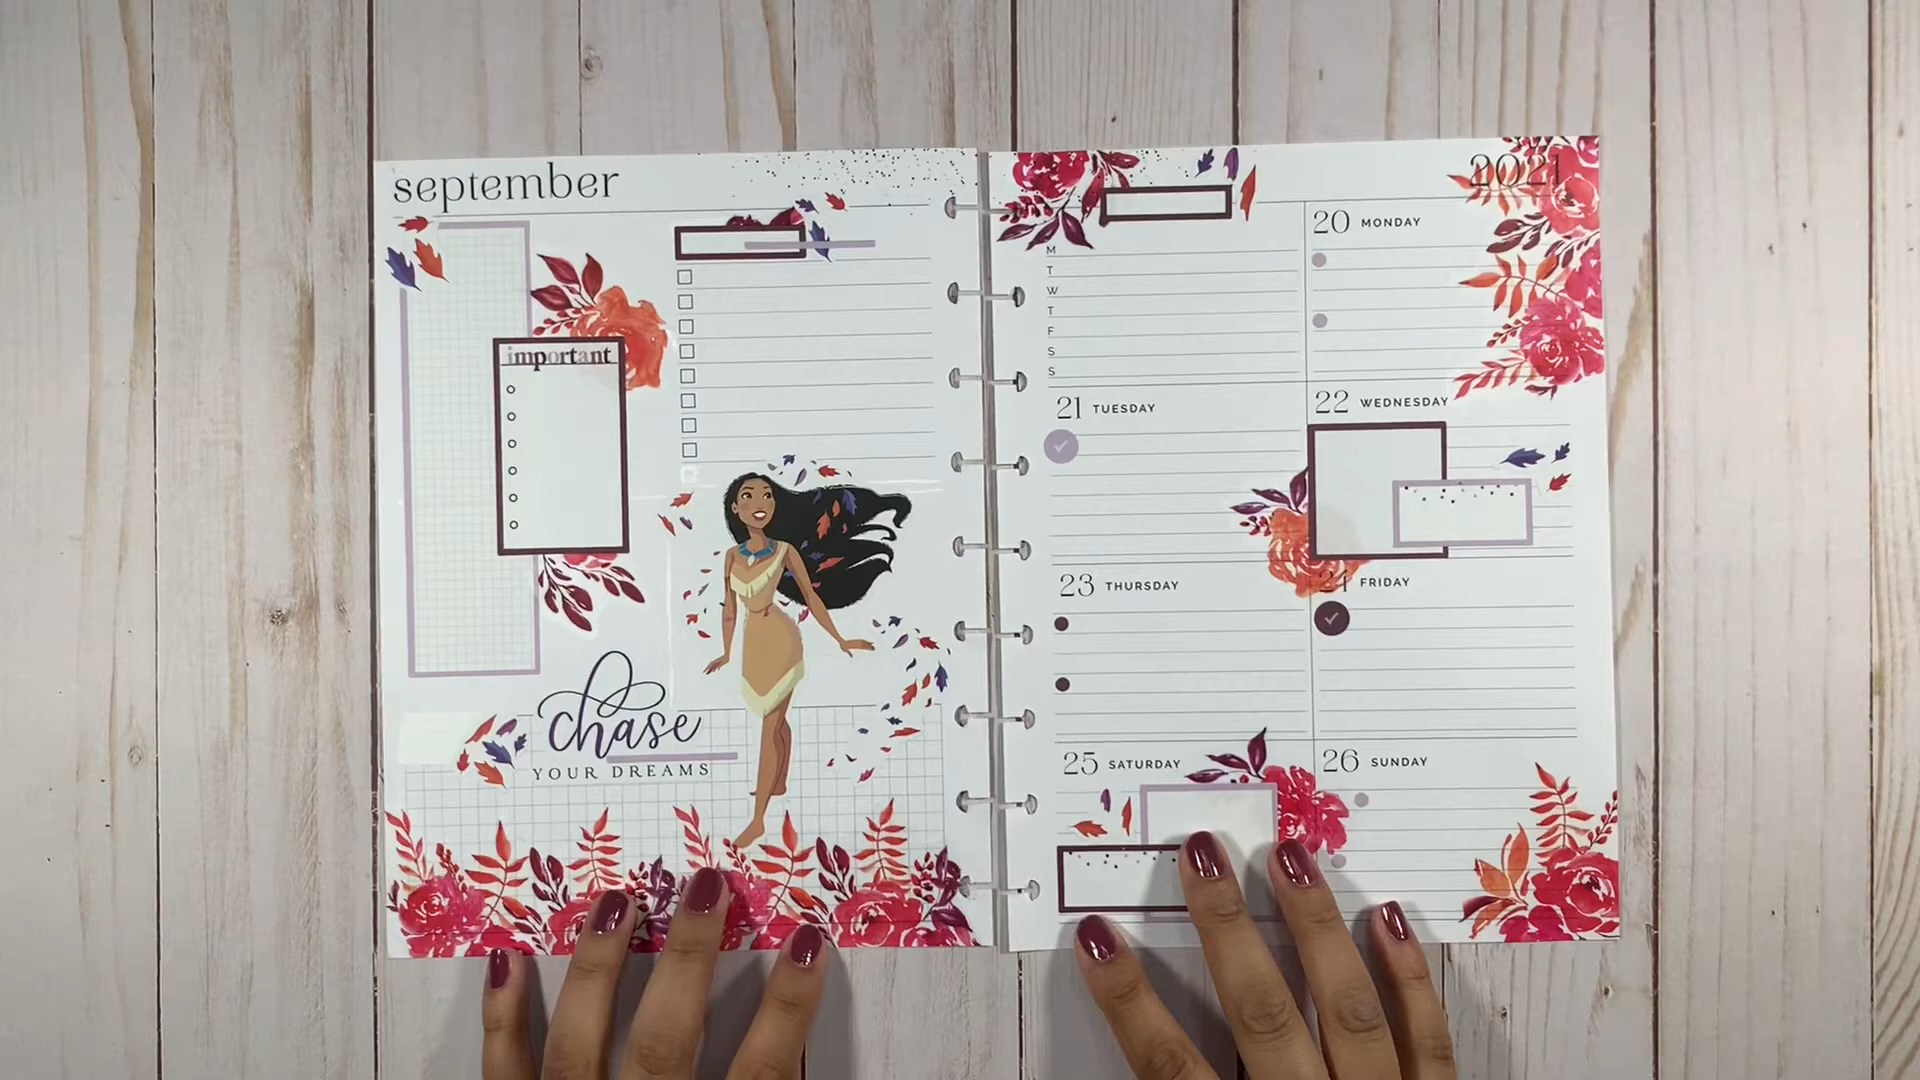 september
important
chase
YOUR DREAMS
2021
M
T
W
T
F
S
S
20 MONDAY
21 TUESDAY
22 WEDNESDAY
23 THURSDAY
24 FRIDAY
25 SATURDAY
26 SUNDAY